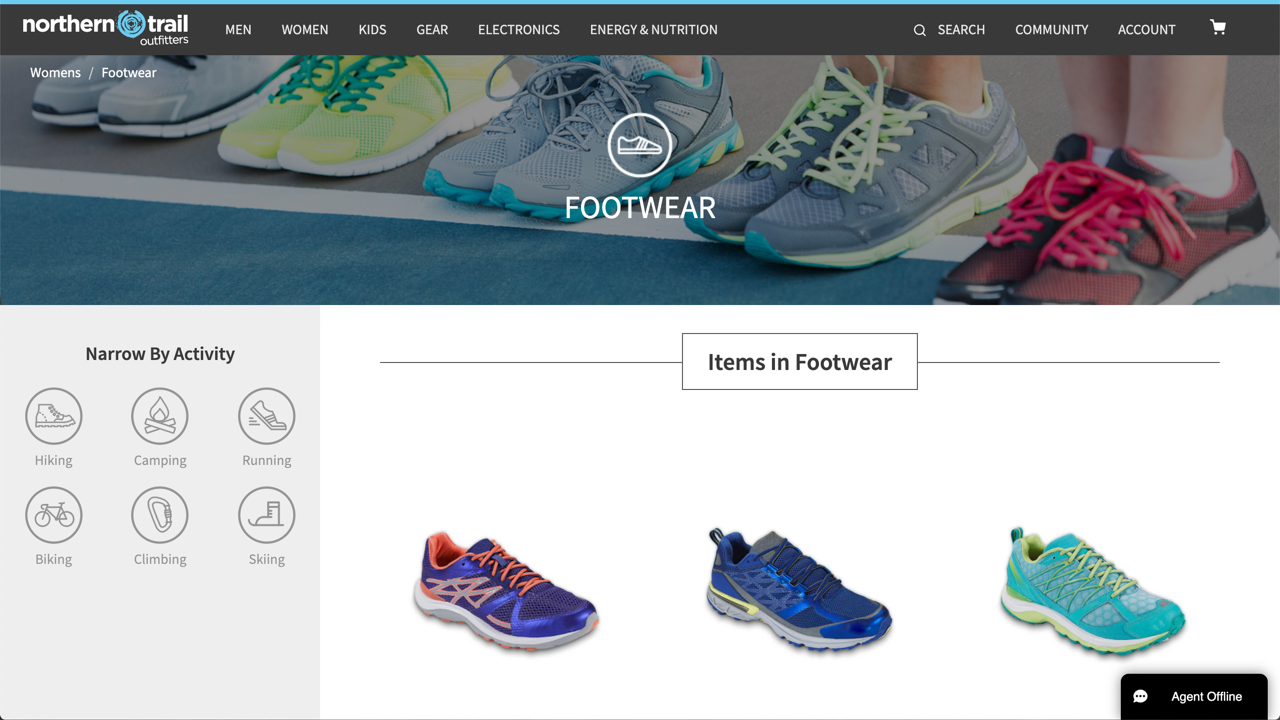 northern trail
outfitters
MEN WOMEN KIDS GEAR ELECTRONICS ENERGY & NUTRITION SEARCH COMMUNITY ACCOUNT
Womens / Footwear
FOOTWEAR
Narrow By Activity
Items in Footwear
Hiking Camping Running
Biking Climbing Skiing
Agent Offline